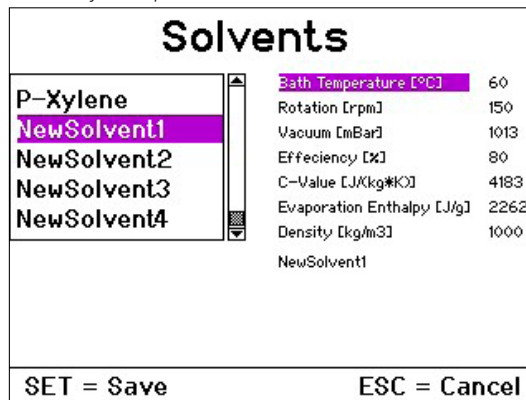 Solvents
P-Xylene
NewSolvent1
NewSolvent2
NewSolvent3
NewSolvent4
Bath Temperature [ºC] 60
Rotation [rpm] 150
Vacuum [mBar] 1013
Effeciency [%] 80
C-Value [J/(kg*K)] 4183
Evaporation Enthalpy [J/g] 2262
Density [kg/m3] 1000
NewSolvent1
SET = Save
ESC = Cancel